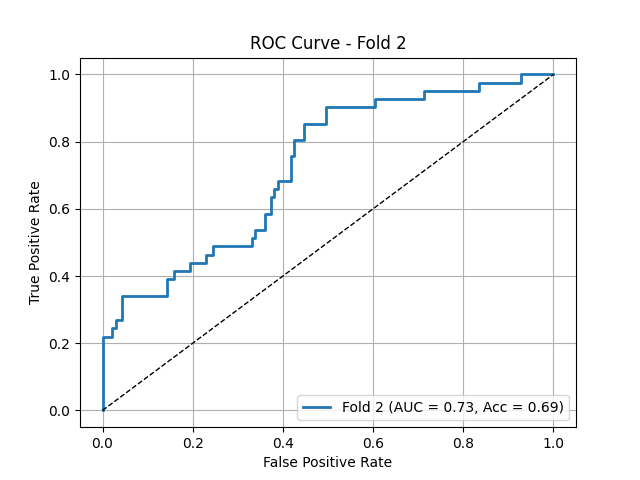 ROC Curve - Fold 2
True Positive Rate
1.0
0.8
0.6
0.4
0.2
0.0
Fold 2 (AUC = 0.73, Acc = 0.69)
0.0 0.2 0.4 0.6 0.8 1.0
False Positive Rate